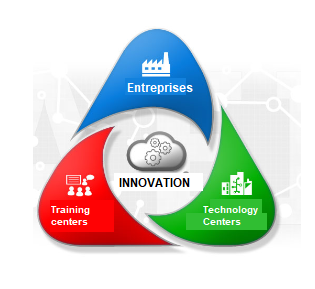 Entreprises
INNOVATION
Training
centers
Technology
Centers